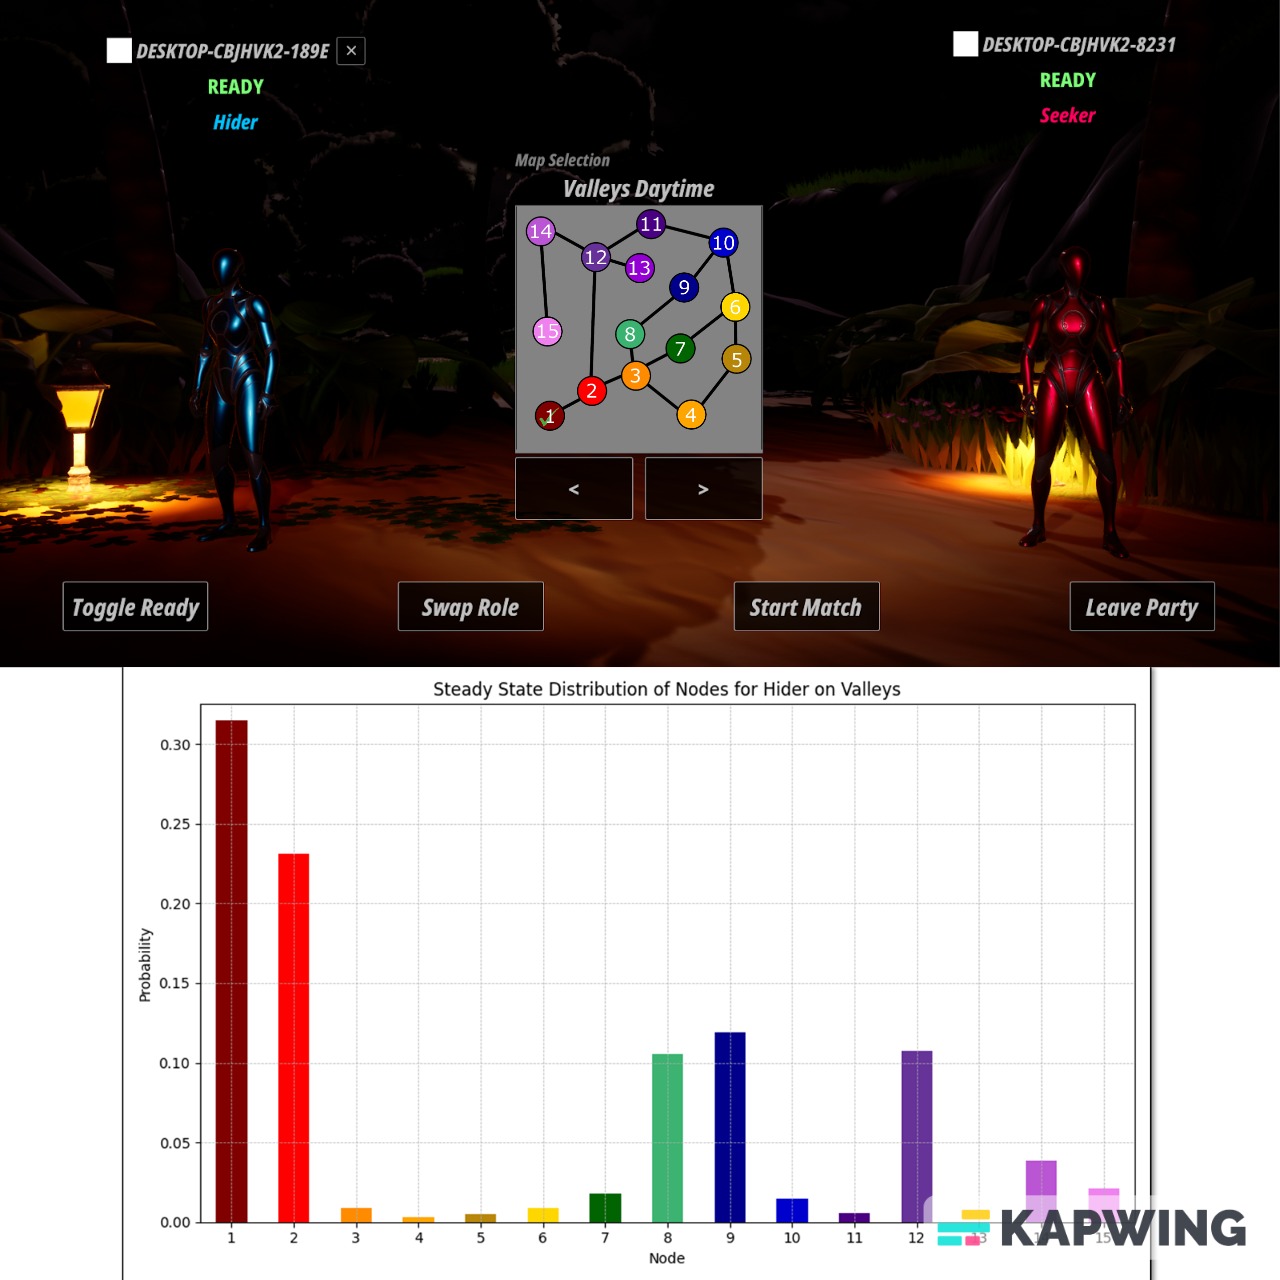 DESKTOP-CBJHVK2-189E ×
READY
Hider
DESKTOP-CBJHVK2-8231
READY
Seeker
Map Selection
Valleys Daytime
14
11
10
12
13
9
6
15
8
7
5
3
2
1
4
<
>
Toggle Ready
Swap Role
Start Match
Leave Party
Steady State Distribution of Nodes for Hider on Valleys
Probability
0.30
0.25
0.20
0.15
0.10
0.05
0.00
1 2 3 4 5 6 7 8 9 10 11 12 13 14 15
Node
KAPWING